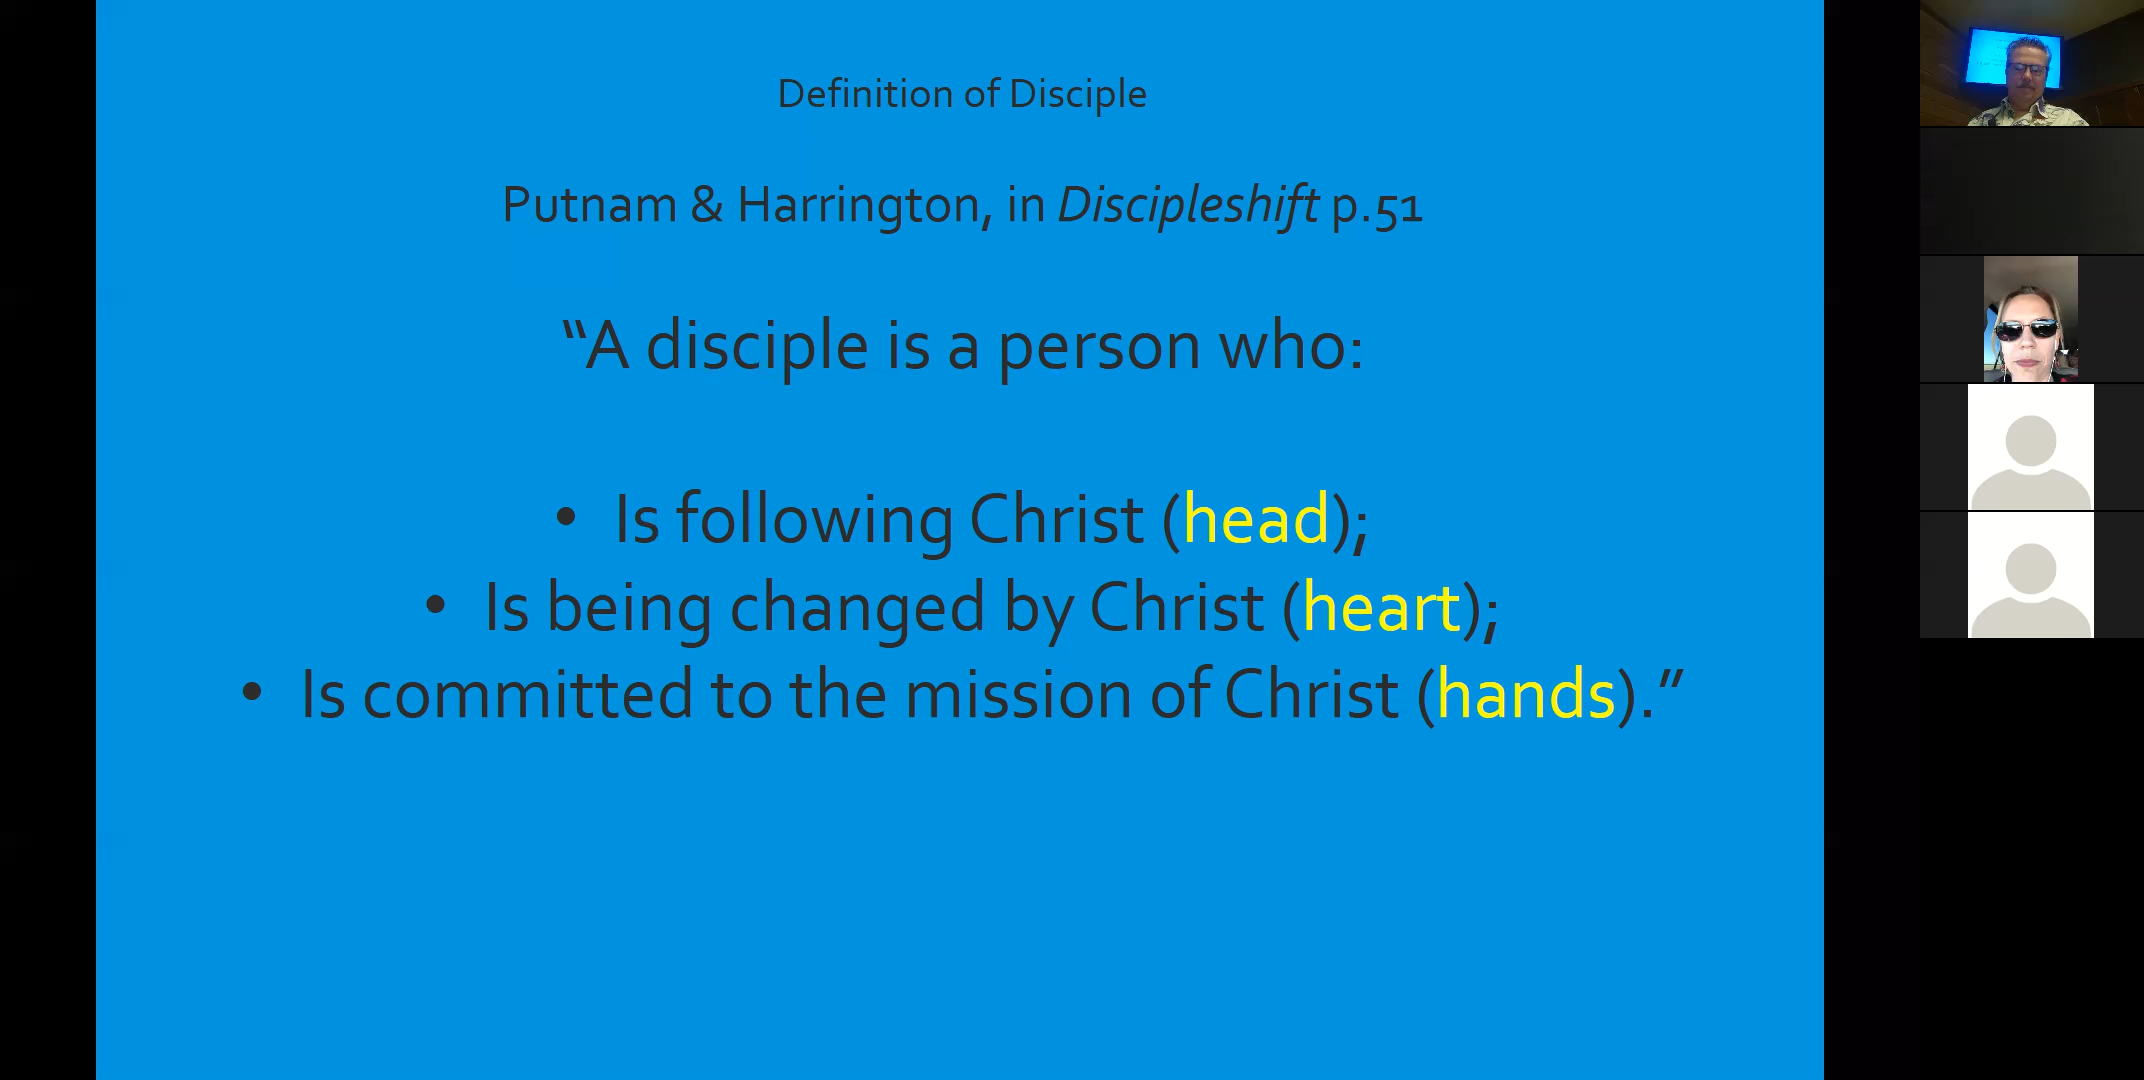 Definition of Disciple
Putnam & Harrington, in Discipleshift p.51
“A disciple is a person who:
• Is following Christ (head);
• Is being changed by Christ (heart);
• Is committed to the mission of Christ (hands).”